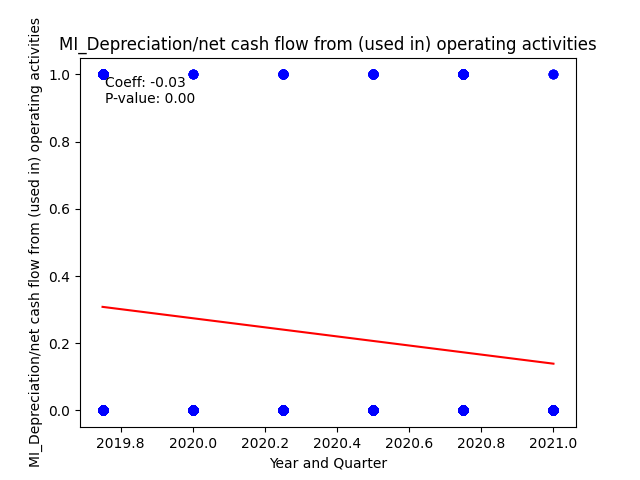 MI_Depreciation/net cash flow from (used in) operating activities
MI_Depreciation/net cash flow from (used in) operating activities
1.0
0.8
0.6
0.4
0.2
0.0
Coeff: -0.03
P-value: 0.00
2019.8 2020.0 2020.2 2020.4 2020.6 2020.8 2021.0
Year and Quarter